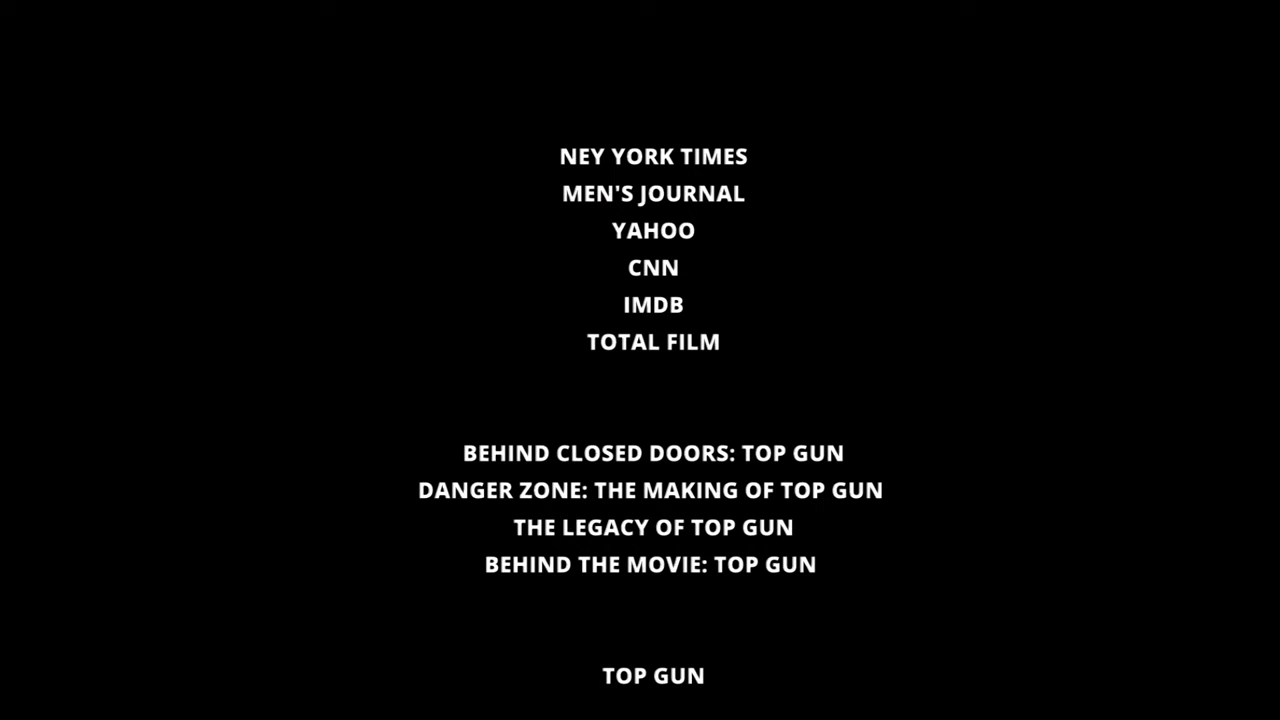 NEY YORK TIMES
MEN'S JOURNAL
YAHOO
CNN
IMDB
TOTAL FILM
BEHIND CLOSED DOORS: TOP GUN
DANGER ZONE: THE MAKING OF TOP GUN
THE LEGACY OF TOP GUN
BEHIND THE MOVIE: TOP GUN
TOP GUN